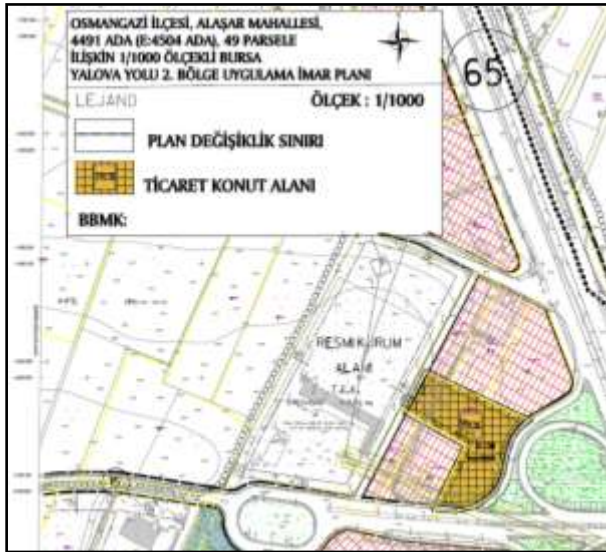 OSMANGAZİ İLÇESİ, ALAŞAR MAHALLESİ,
4491 ADA (E:4504 ADA), 49 PARSELE
İLİŞKİN 1/1000 ÖLÇEKLİ BURSA
YALOVA YOLU 2. BÖLGE UYGULAMA İMAR PLANI
LEJAND ÖLÇEK : 1/1000
PLAN DEĞİŞİKLİK SINIRI
TİCARET KONUT ALANI
BBMK:
65
RESMİ KURUM
ALANI